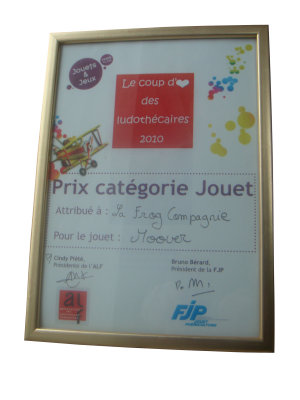 Jouets
&
Jeux
Le coup d'❤
des
ludothécaires
2010
Prix catégorie Jouet
Attribué à : La Frog Compagnie
Pour le jouet : Moover
Cindy Piété, Bruno Bérard,
Présidente de l'ALF Président de la FJP
FJP